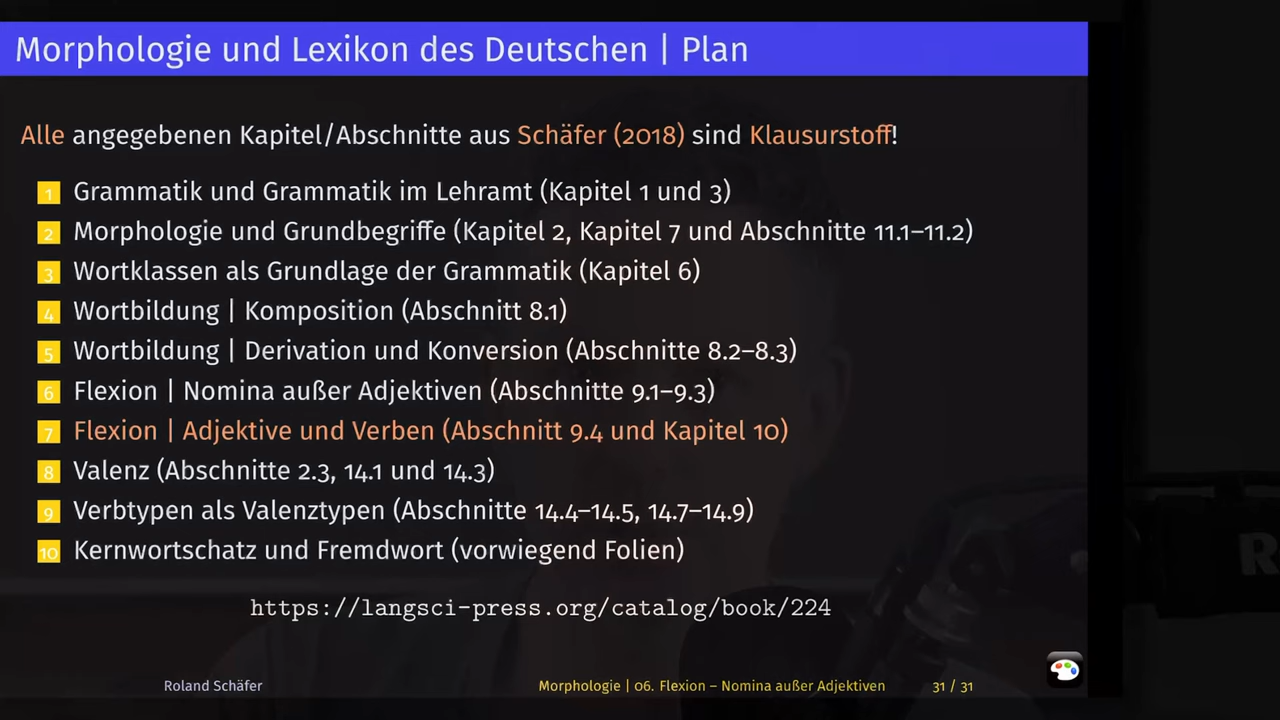 Morphologie und Lexikon des Deutschen | Plan
Alle angegebenen Kapitel/Abschnitte aus Schäfer (2018) sind Klausurstoff!
1 Grammatik und Grammatik im Lehramt (Kapitel 1 und 3)
2 Morphologie und Grundbegriffe (Kapitel 2, Kapitel 7 und Abschnitte 11.1–11.2)
3 Wortklassen als Grundlage der Grammatik (Kapitel 6)
4 Wortbildung | Komposition (Abschnitt 8.1)
5 Wortbildung | Derivation und Konversion (Abschnitte 8.2–8.3)
6 Flexion | Nomina außer Adjektiven (Abschnitte 9.1–9.3)
7 Flexion | Adjektive und Verben (Abschnitt 9.4 und Kapitel 10)
8 Valenz (Abschnitte 2.3, 14.1 und 14.3)
9 Verbtypen als Valenztypen (Abschnitte 14.4–14.5, 14.7–14.9)
10 Kernwortschatz und Fremdwort (vorwiegend Folien)
https://langsci-press.org/catalog/book/224
Roland Schäfer Morphologie | 06. Flexion – Nomina außer Adjektiven 31 / 31